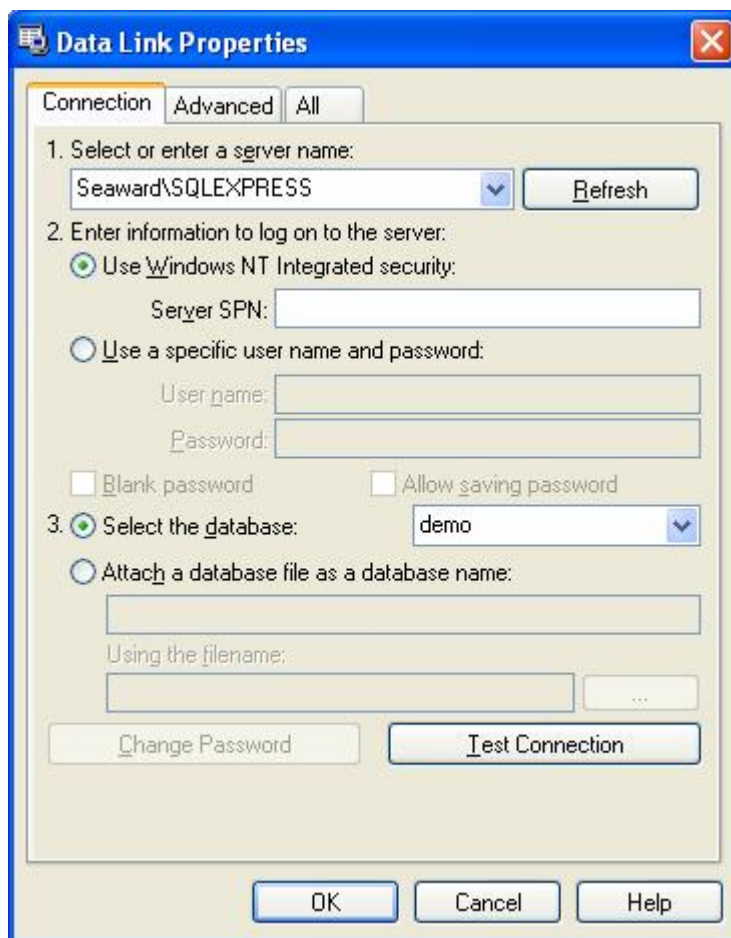 Data Link Properties
Connection Advanced All
1. Select or enter a server name:
Seaward\SQLEXPRESS Refresh
2. Enter information to log on to the server:
Use Windows NT Integrated security:
Server SPN:
Use a specific user name and password:
User name:
Password:
Blank password Allow saving password
3. Select the database: demo
Attach a database file as a database name:
Using the filename:
...
Change Password Test Connection
OK Cancel Help